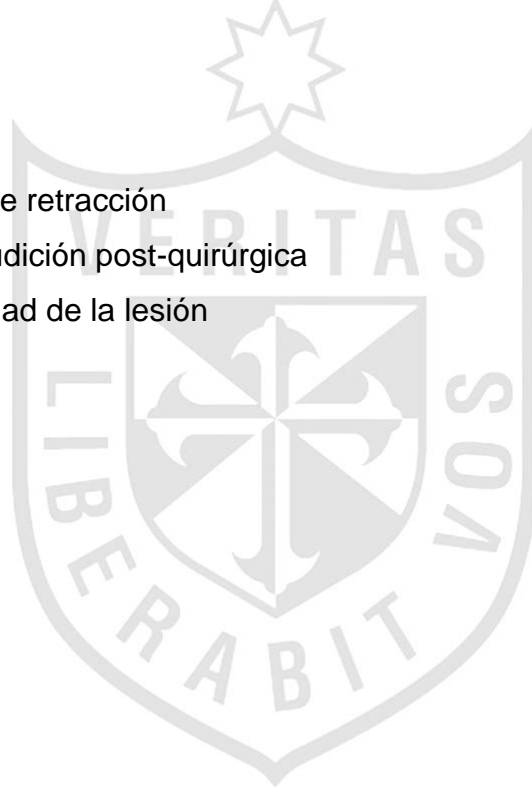 e retracción
udición post-quirúrgica
ad de la lesión
VERITAS
LIBERABIT
VOS